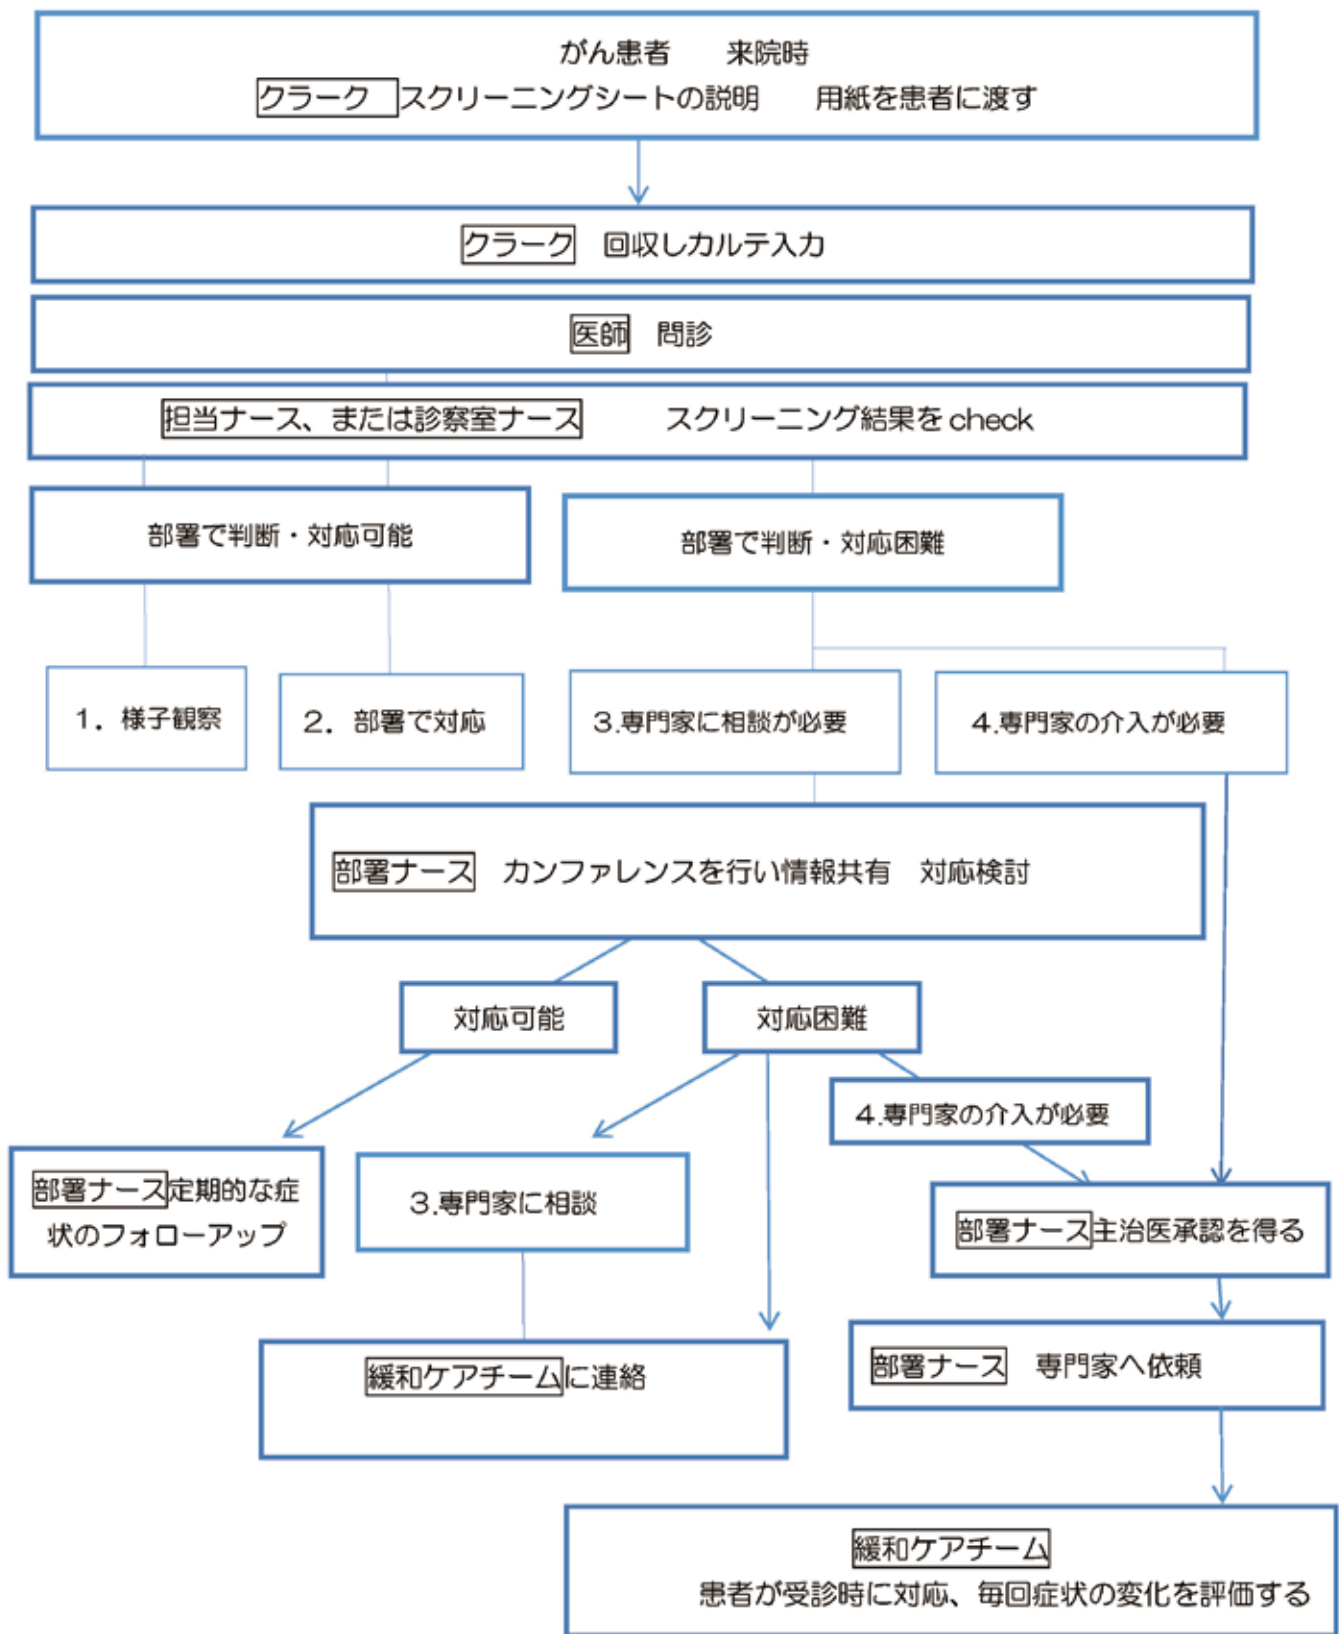 がん患者　　来院時
クラーク　スクリーニングシートの説明　　用紙を患者に渡す
クラーク　回収しカルテ入力
医師　問診
担当ナース、または診察室ナース　　　スクリーニング結果をcheck
部署で判断・対応可能
部署で判断・対応困難
1．様子観察
2．部署で対応
3.専門家に相談が必要
4.専門家の介入が必要
部署ナース　カンファレンスを行い情報共有　対応検討
対応可能
対応困難
4.専門家の介入が必要
部署ナース定期的な症
状のフォローアップ
3.専門家に相談
部署ナース主治医承認を得る
緩和ケアチームに連絡
部署ナース　専門家へ依頼
緩和ケアチーム
患者が受診時に対応、毎回症状の変化を評価する